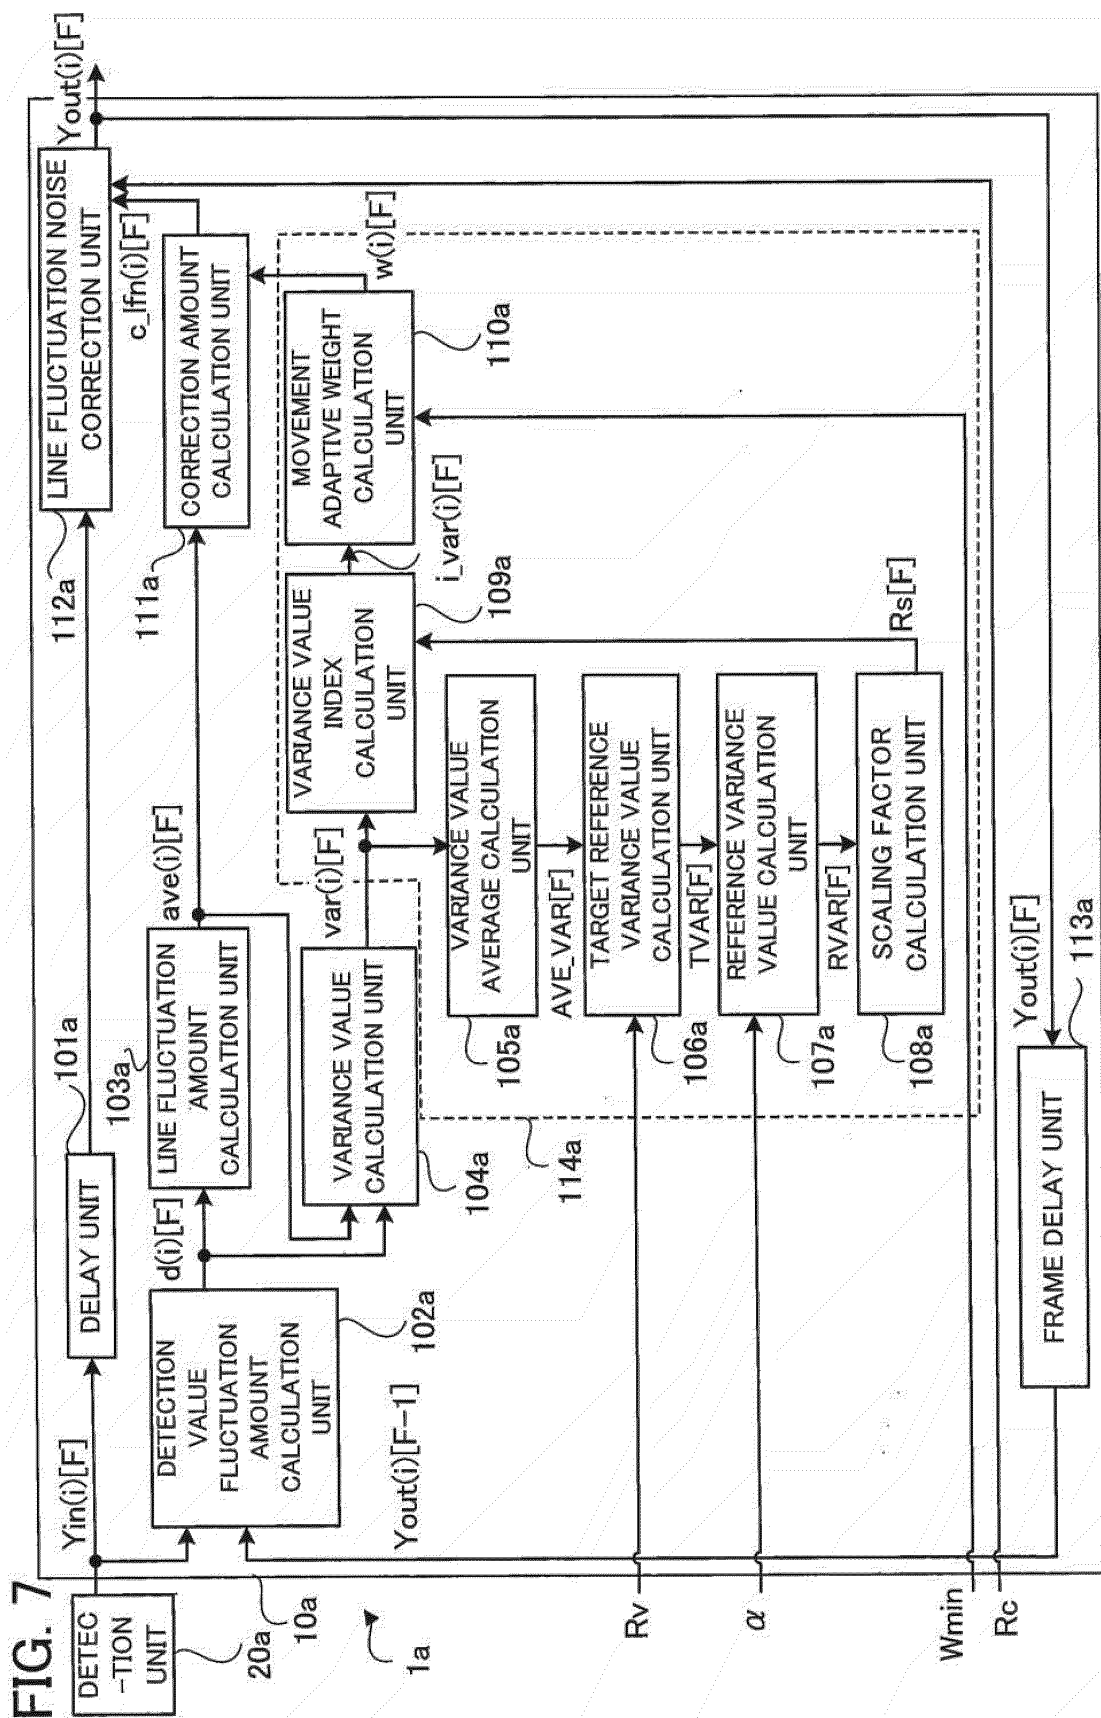 FIG. 7
DETEC
-TION
UNIT
20a
10a
1a
Yin(i)[F]
DELAY UNIT
101a
DETECTION
VALUE
FLUCTUATION
AMOUNT
CALCULATION
UNIT
102a
Yout(i)[F-1]
d(i)[F]
LINE FLUCTUATION
AMOUNT
CALCULATION UNIT
103a
ave(i)[F]
VARIANCE VALUE
CALCULATION UNIT
104a
var(i)[F]
114a
VARIANCE VALUE
AVERAGE CALCULATION
UNIT
105a
AVE_VAR[F]
TARGET REFERENCE
VARIANCE VALUE
CALCULATION UNIT
106a
TVAR[F]
REFERENCE VARIANCE
VALUE CALCULATION
UNIT
107a
RVAR[F]
SCALING FACTOR
CALCULATION UNIT
108a
Rs[F]
VARIANCE VALUE
INDEX
CALCULATION
UNIT
109a
i_var(i)[F]
MOVEMENT
ADAPTIVE WEIGHT
CALCULATION
UNIT
110a
w(i)[F]
CORRECTION AMOUNT
CALCULATION UNIT
111a
c_lfn(i)[F]
LINE FLUCTUATION NOISE
CORRECTION UNIT
112a
Yout(i)[F]
Yout(i)[F]
FRAME DELAY UNIT
113a
Rv
α
Wmin
Rc